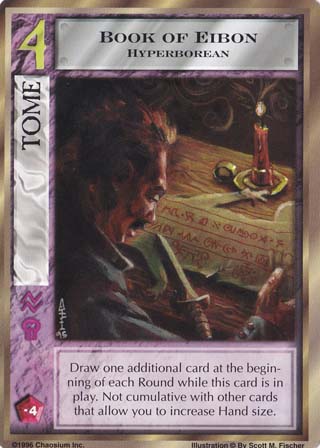 4
BOOK OF EIBON
HYPERBOREAN
TOME
Draw one additional card at the begin-
ning of each Round while this card is in
play. Not cumulative with other cards
that allow you to increase Hand size.
-4
©1996 Chaosium Inc.
Illustration © By Scott M. Fischer